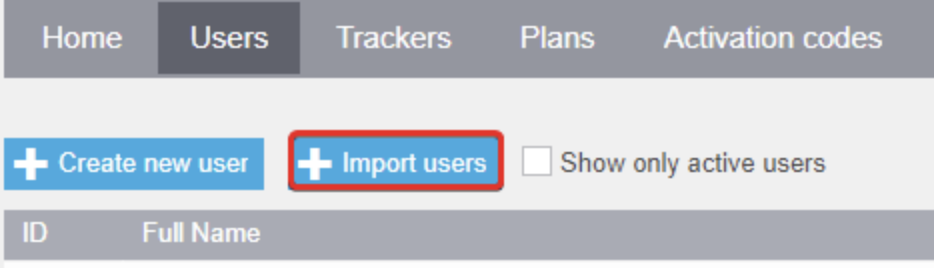 Home Users Trackers Plans Activation codes
Create new user Import users Show only active users
ID Full Name